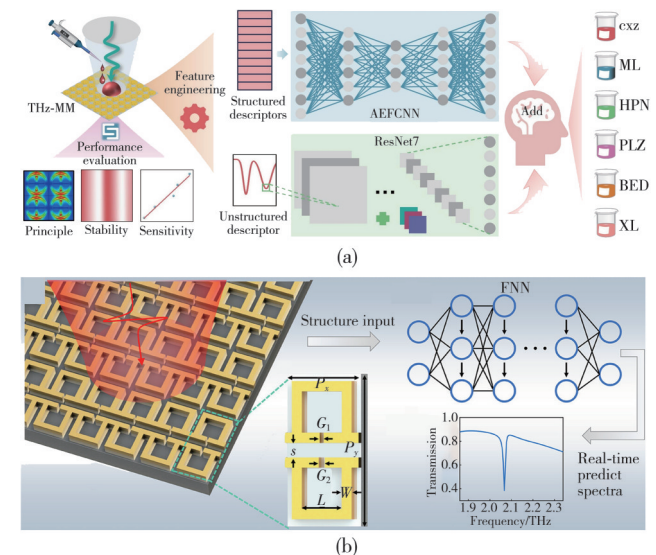 (a)
THz-MM
Feature
engineering
Performance
evaluation
Principle
Stability
Sensitivity
Structured
descriptors
AEFCNN
Unstructured
descriptor
ResNet7
Add
cxz
ML
HPN
PLZ
BED
XL
(a)
Structure input
FNN
Pₓ
G₁
s
P_y
G₂
L
W
Transmission
1.0
0.8
0.6
0.4
1.9 2.0 2.1 2.2 2.3
Frequency/THz
Real-time
predict
spectra
(b)